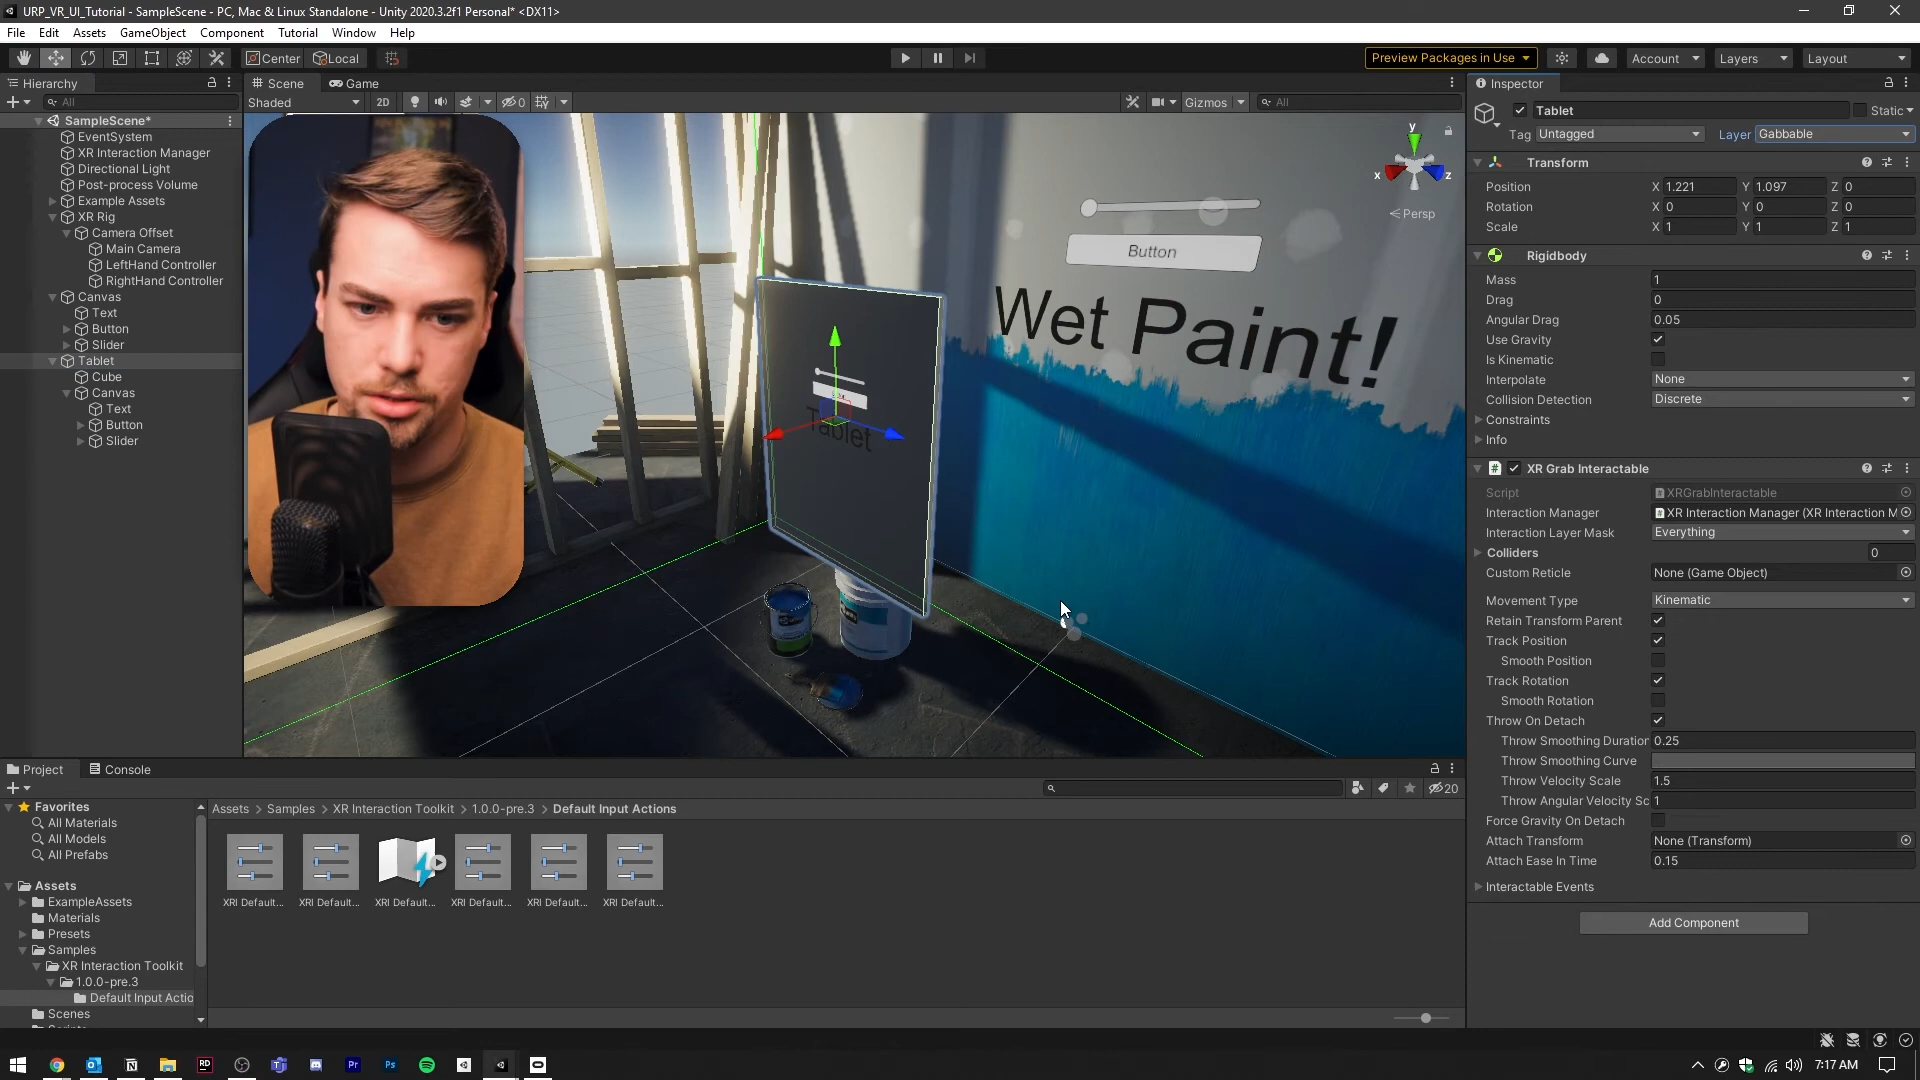 URP_VR_UI_Tutorial - SampleScene - PC, Mac & Linux Standalone - Unity 2020.3.2f1 Personal* <DX11>
File Edit Assets GameObject Component Tutorial Window Help
Center Local Preview Packages in Use Account Layers Layout
Hierarchy
All
SampleScene*
EventSystem
XR Interaction Manager
Directional Light
Post-process Volume
Example Assets
XR Rig
Camera Offset
Main Camera
LeftHand Controller
RightHand Controller
Canvas
Text
Button
Slider
Tablet
Cube
Canvas
Text
Button
Slider
Scene Game
Shaded 2D 0 Gizmos All
y
x z
Persp
Button
Wet Paint!
Tablet
Inspector
Tablet Static
Tag Untagged Layer Gabbable
Transform
Position X 1.221 Y 1.097 Z 0
Rotation X 0 Y 0 Z 0
Scale X 1 Y 1 Z 1
Rigidbody
Mass 1
Drag 0
Angular Drag 0.05
Use Gravity
Is Kinematic
Interpolate None
Collision Detection Discrete
Constraints
Info
XR Grab Interactable
Script XRGrabInteractable
Interaction Manager XR Interaction Manager (XR Interaction M
Interaction Layer Mask Everything
Colliders 0
Custom Reticle None (Game Object)
Movement Type Kinematic
Retain Transform Parent
Track Position
Smooth Position
Track Rotation
Smooth Rotation
Throw On Detach
Throw Smoothing Duration 0.25
Throw Smoothing Curve
Throw Velocity Scale 1.5
Throw Angular Velocity Sc 1
Force Gravity On Detach
Attach Transform None (Transform)
Attach Ease In Time 0.15
Interactable Events
Add Component
Project Console
20
Favorites
All Materials
All Models
All Prefabs
Assets
ExampleAssets
Materials
Presets
Samples
XR Interaction Toolkit
1.0.0-pre.3
Default Input Actio
Scenes
Assets > Samples > XR Interaction Toolkit > 1.0.0-pre.3 > Default Input Actions
XRI Default... XRI Default... XRI Default... XRI Default... XRI Default... XRI Default...
RD Pr Ps
7:17 AM